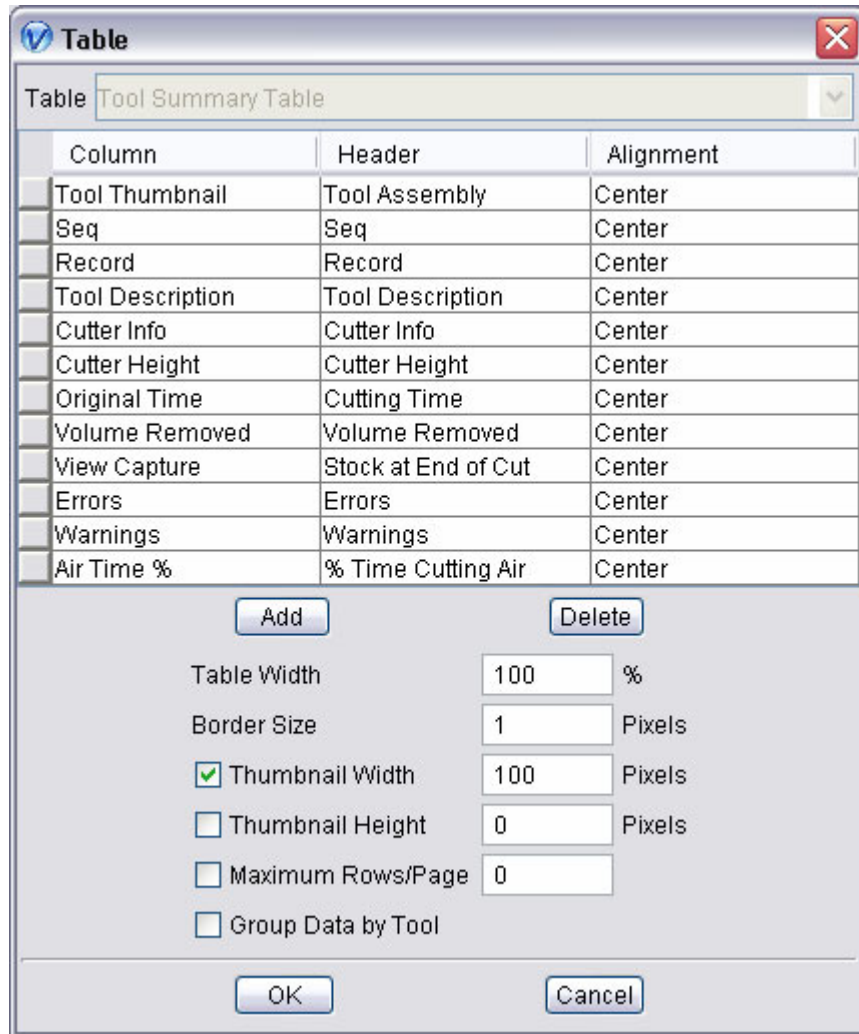 Table
Table Tool Summary Table
Column Header Alignment
Tool Thumbnail Tool Assembly Center
Seq Seq Center
Record Record Center
Tool Description Tool Description Center
Cutter Info Cutter Info Center
Cutter Height Cutter Height Center
Original Time Cutting Time Center
Volume Removed Volume Removed Center
View Capture Stock at End of Cut Center
Errors Errors Center
Warnings Warnings Center
Air Time % % Time Cutting Air Center
Add Delete
Table Width 100 %
Border Size 1 Pixels
Thumbnail Width 100 Pixels
Thumbnail Height 0 Pixels
Maximum Rows/Page 0
Group Data by Tool
OK Cancel